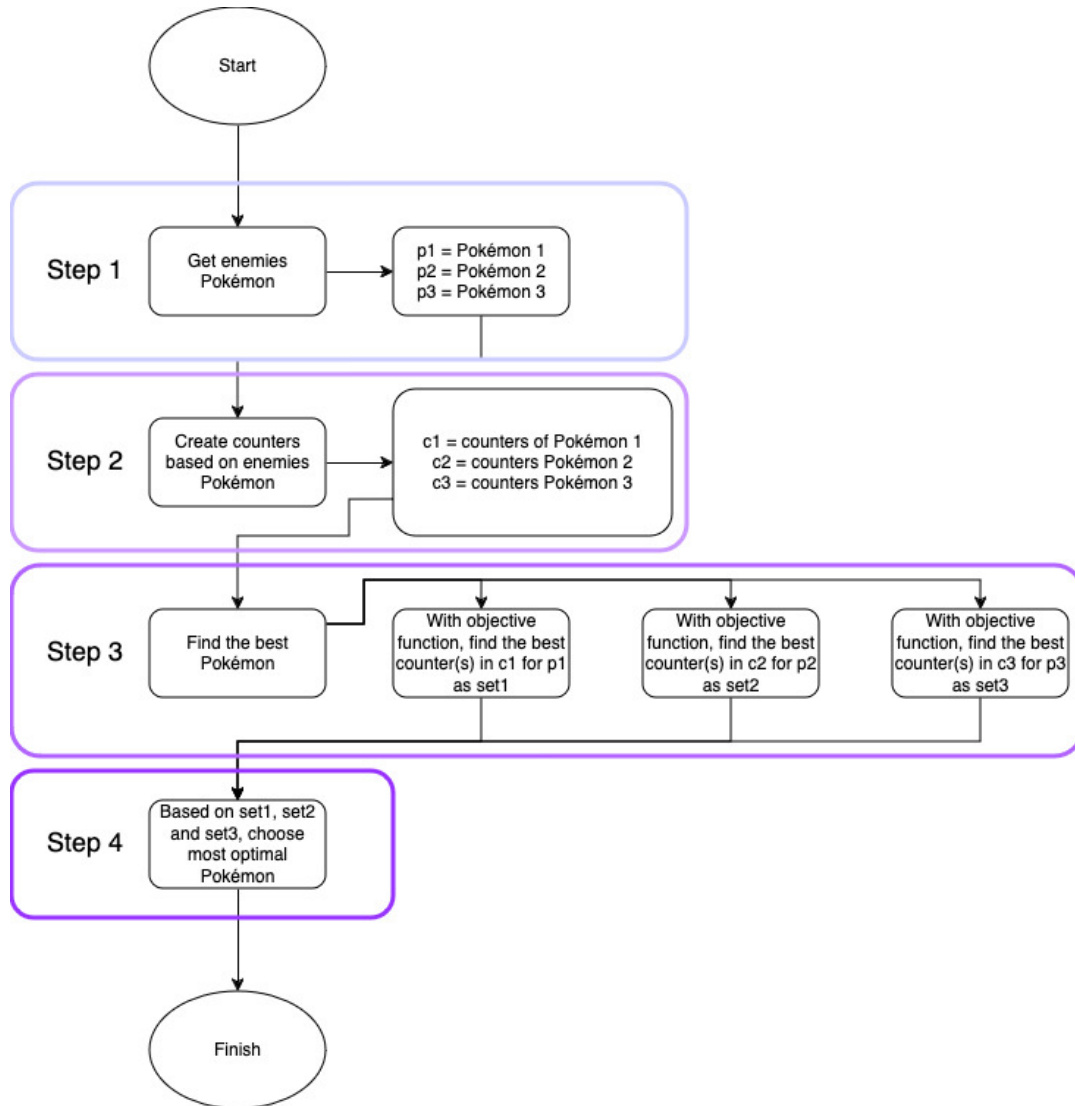 Start
Step 1
Get enemies
Pokémon
p1 = Pokémon 1
p2 = Pokémon 2
p3 = Pokémon 3
Step 2
Create counters
based on enemies
Pokémon
c1 = counters of Pokémon 1
c2 = counters Pokémon 2
c3 = counters Pokémon 3
Step 3
Find the best
Pokémon
With objective
function, find the best
counter(s) in c1 for p1
as set1
With objective
function, find the best
counter(s) in c2 for p2
as set2
With objective
function, find the best
counter(s) in c3 for p3
as set3
Step 4
Based on set1, set2
and set3, choose
most optimal
Pokémon
Finish